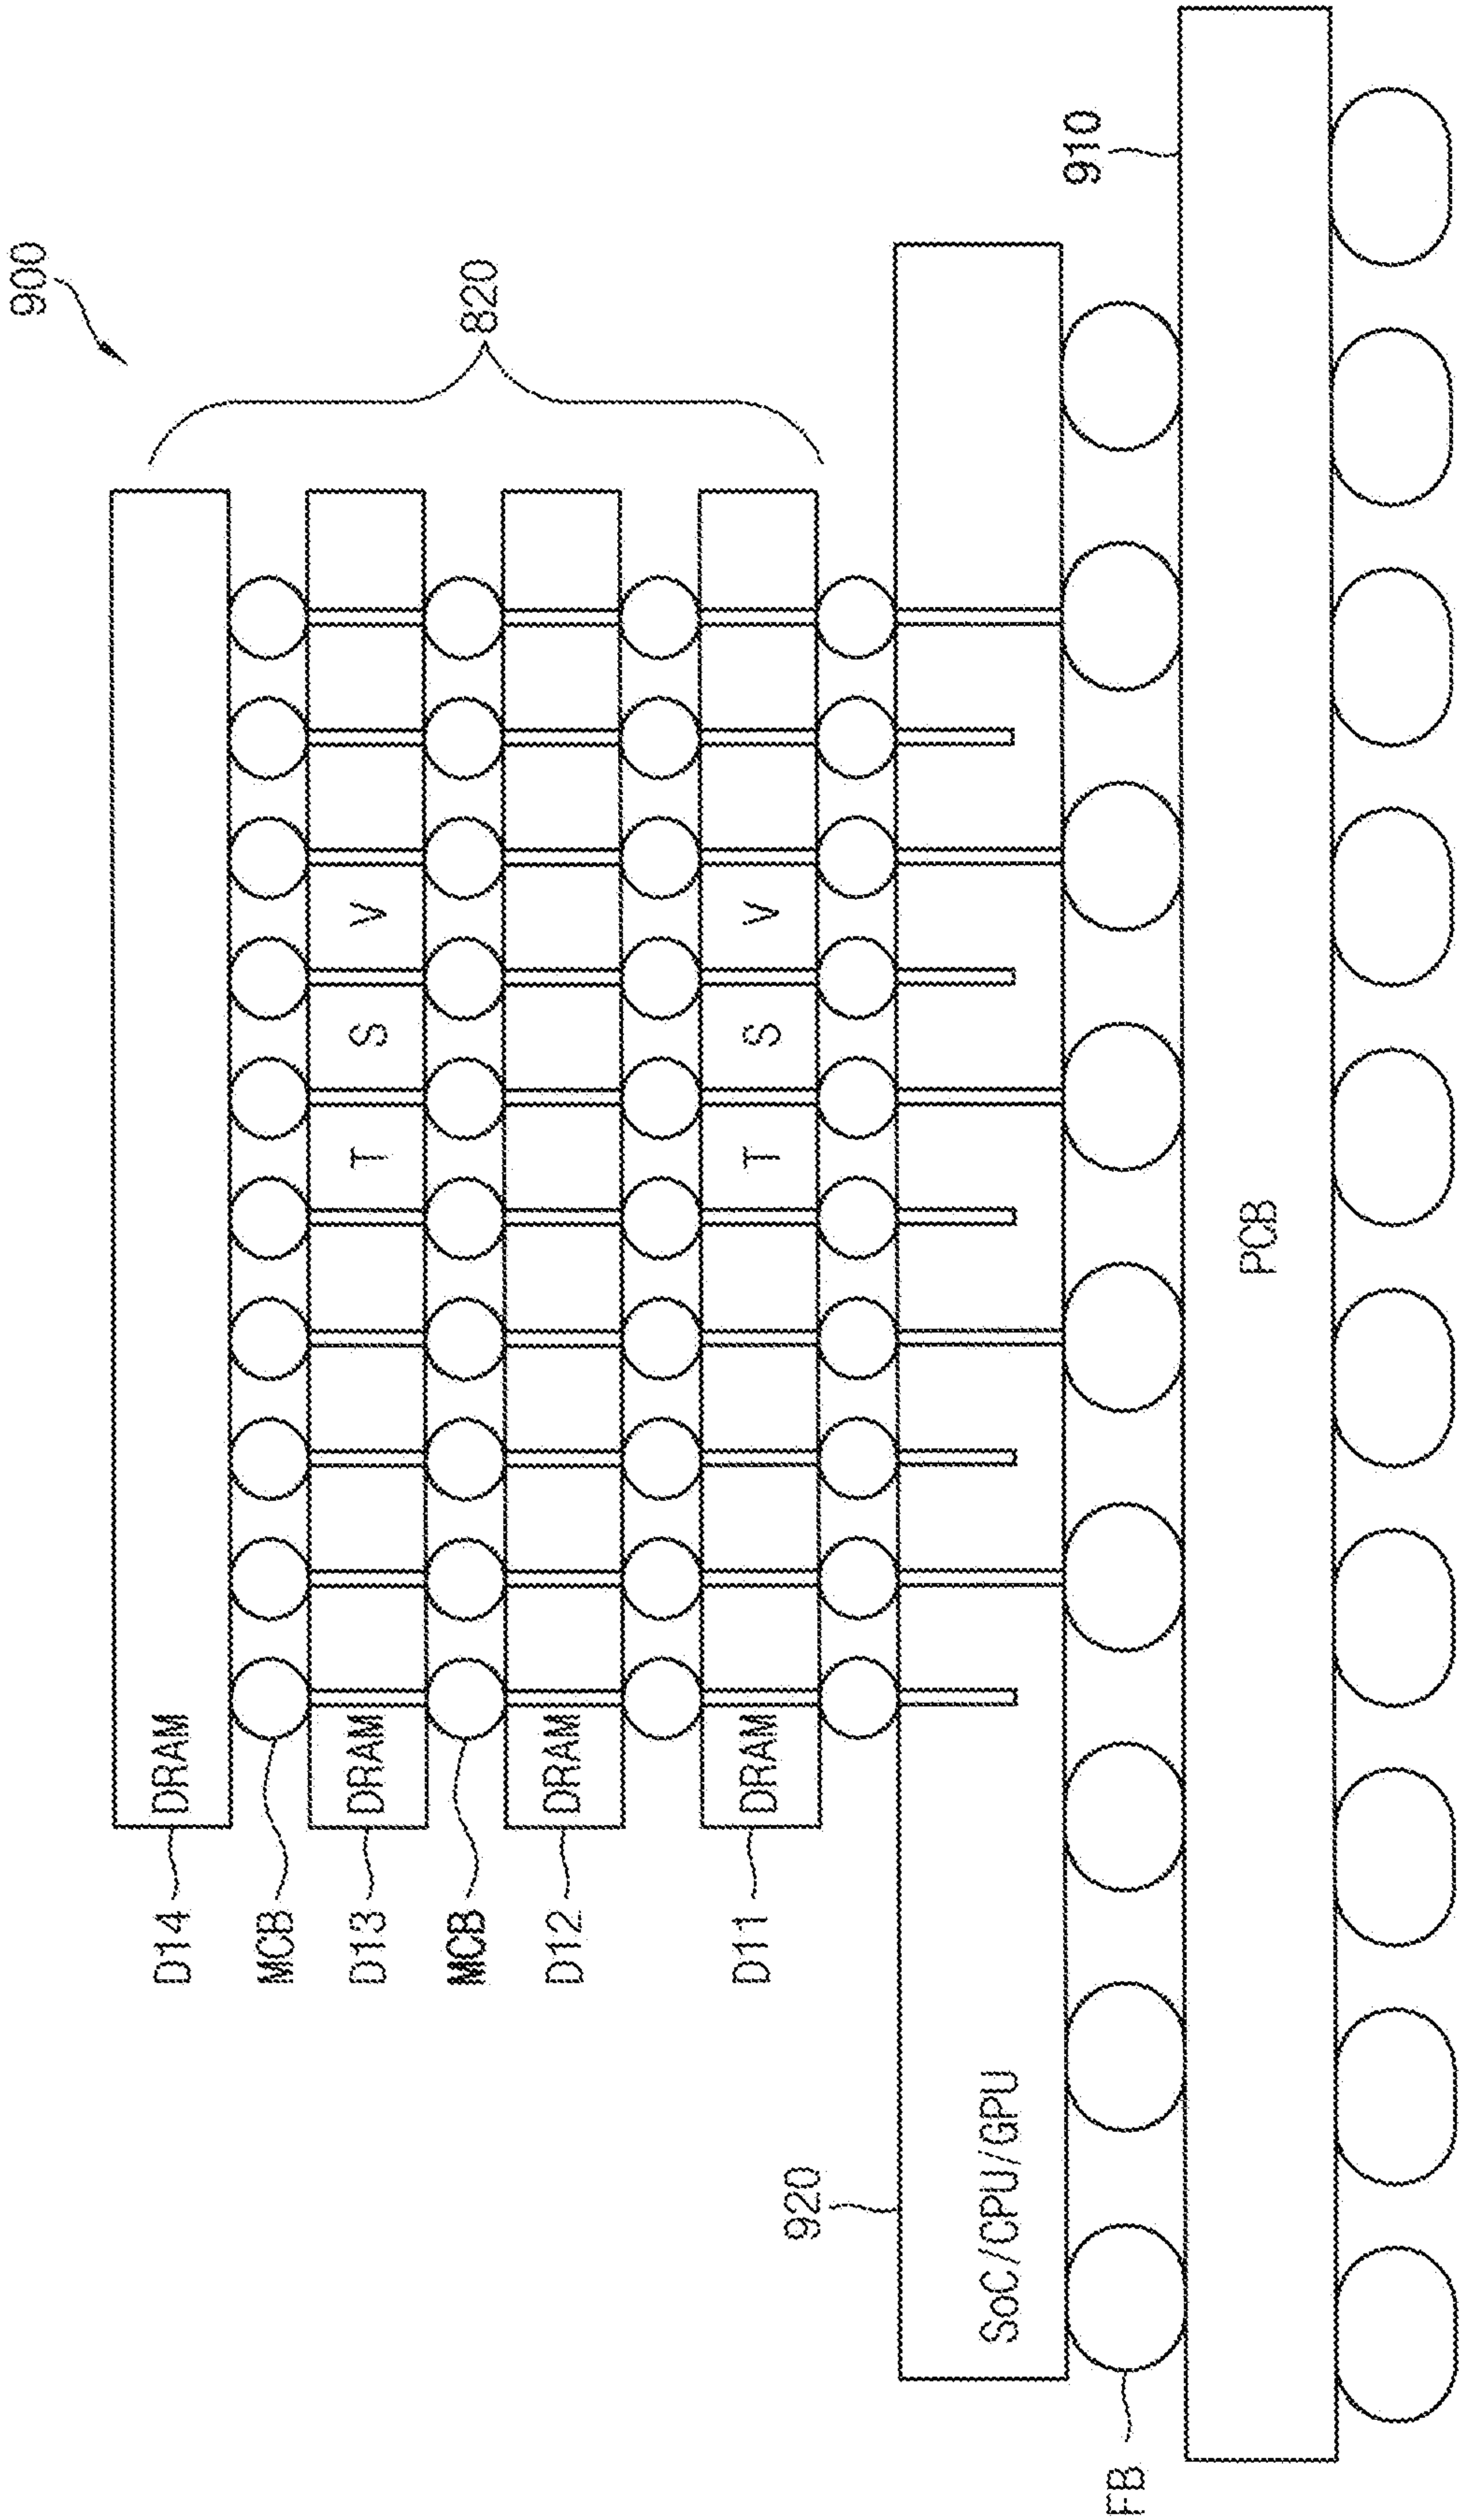 900
820
D14
DRAM
MCB
D13
DRAM
T S V
MCB
D12
DRAM
D11
DRAM
T S V
920
SoC/CPU/GPU
910
FB
PCB